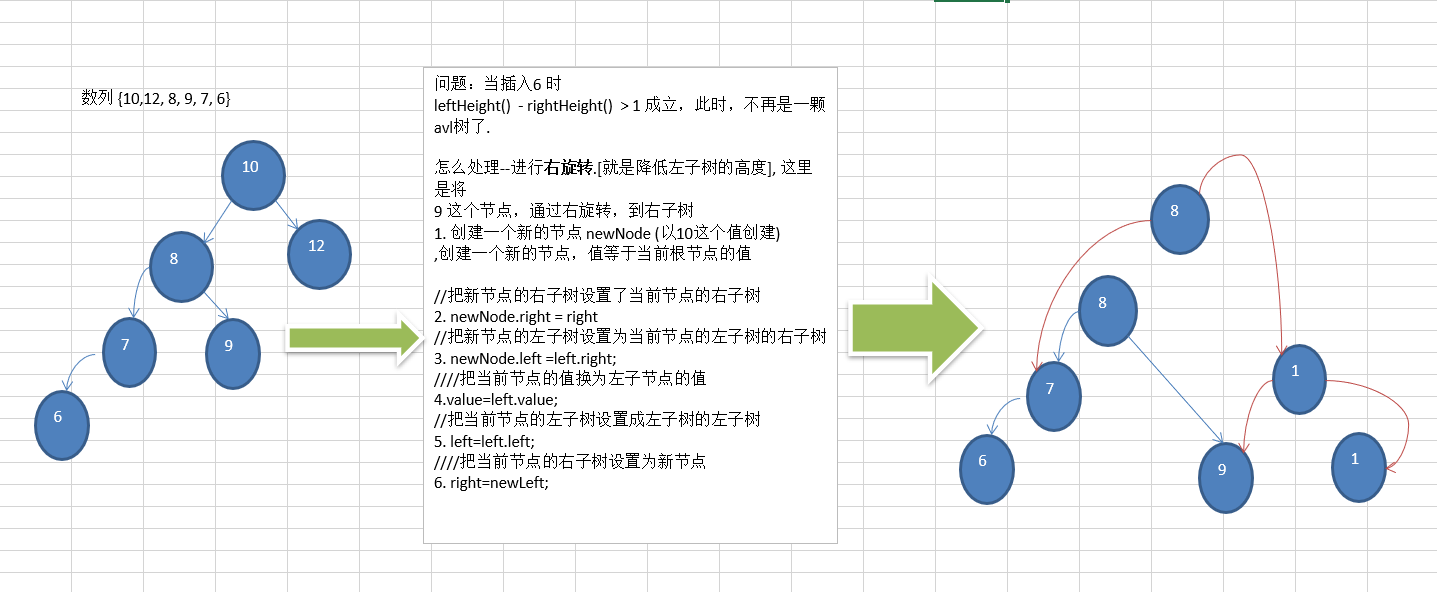 数列 {10,12, 8, 9, 7, 6}
10
8
12
7
9
6
问题：当插入6 时
leftHeight() - rightHeight() > 1 成立，此时，不再是一颗
avl树了.
怎么处理--进行右旋转.[就是降低左子树的高度], 这里
是将
9 这个节点，通过右旋转，到右子树
1. 创建一个新的节点 newNode (以10这个值创建)
,创建一个新的节点，值等于当前根节点的值
//把新节点的右子树设置了当前节点的右子树
2. newNode.right = right
//把新节点的左子树设置为当前节点的左子树的右子树
3. newNode.left =left.right;
////把当前节点的值换为左子节点的值
4.value=left.value;
//把当前节点的左子树设置成左子树的左子树
5. left=left.left;
////把当前节点的右子树设置为新节点
6. right=newLeft;
8
8
7
1
6
9
1